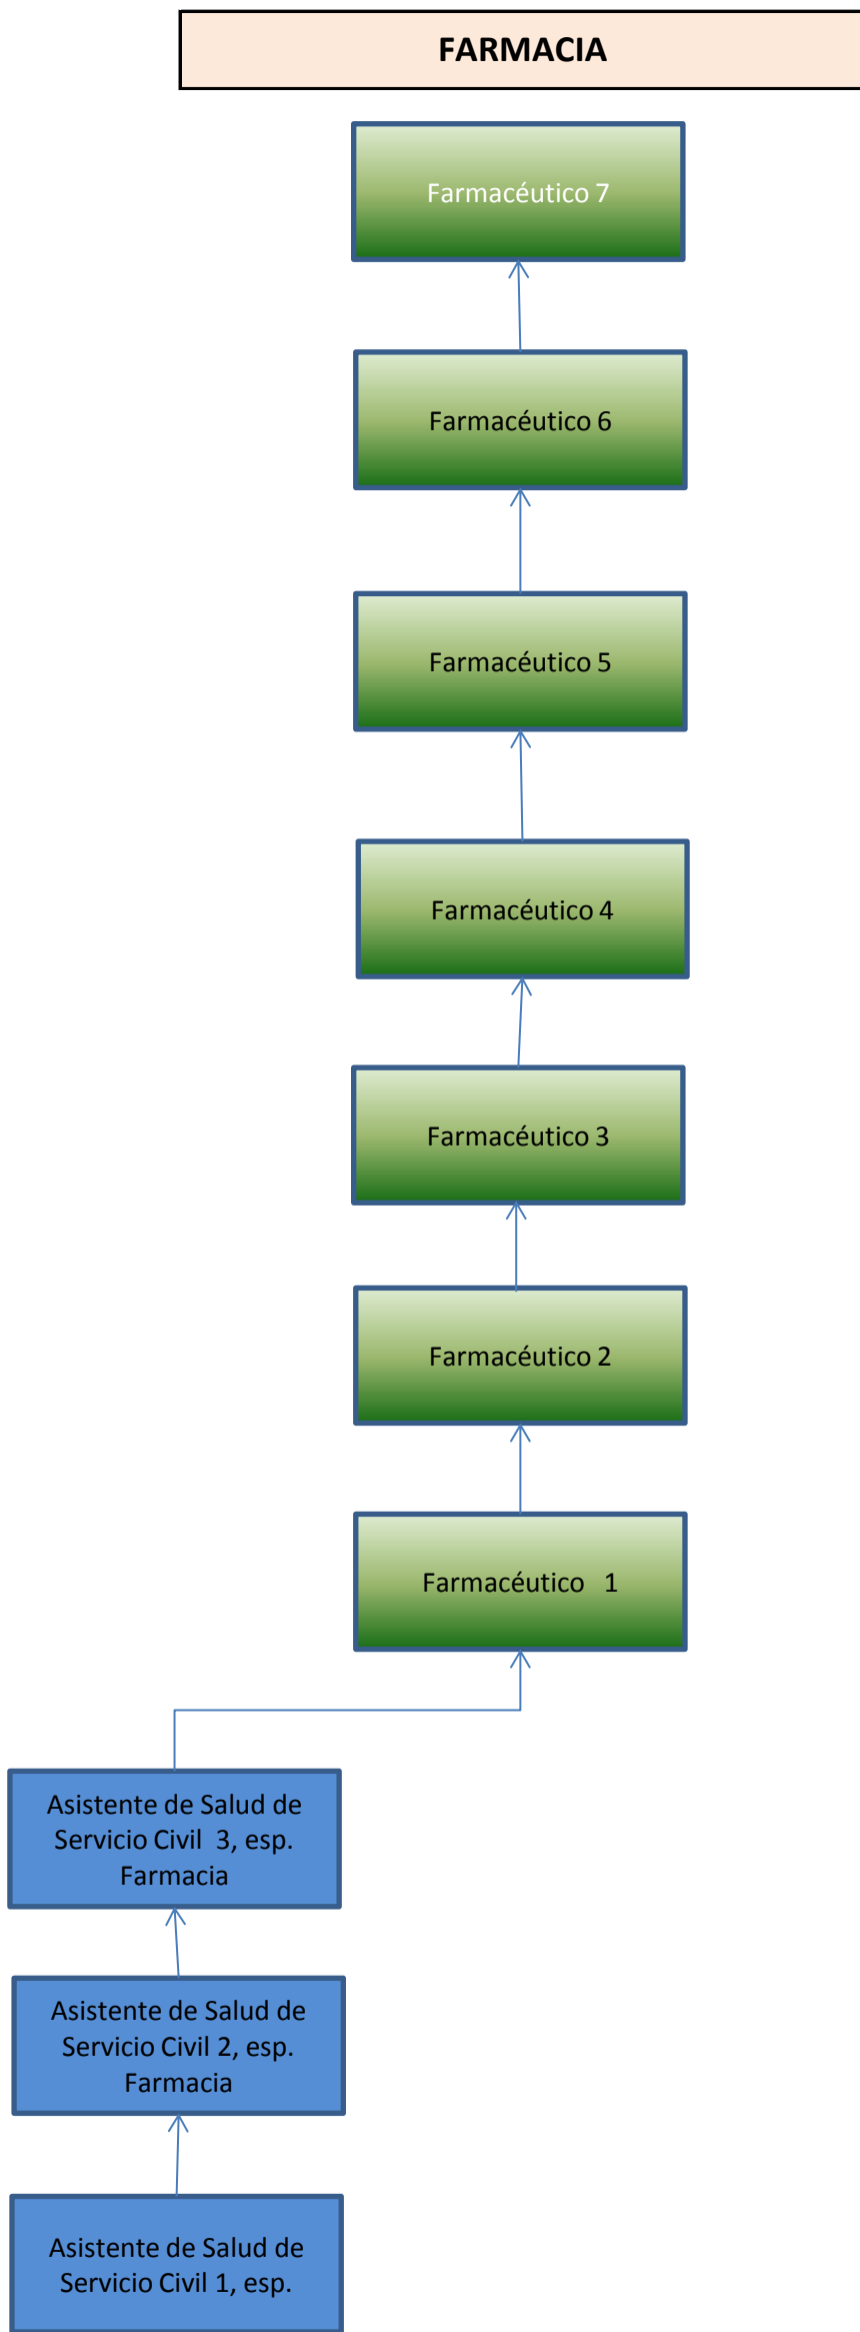 FARMACIA
Farmacéutico 7
Farmacéutico 6
Farmacéutico 5
Farmacéutico 4
Farmacéutico 3
Farmacéutico 2
Farmacéutico 1
Asistente de Salud de
Servicio Civil 3, esp.
Farmacia
Asistente de Salud de
Servicio Civil 2, esp.
Farmacia
Asistente de Salud de
Servicio Civil 1, esp.